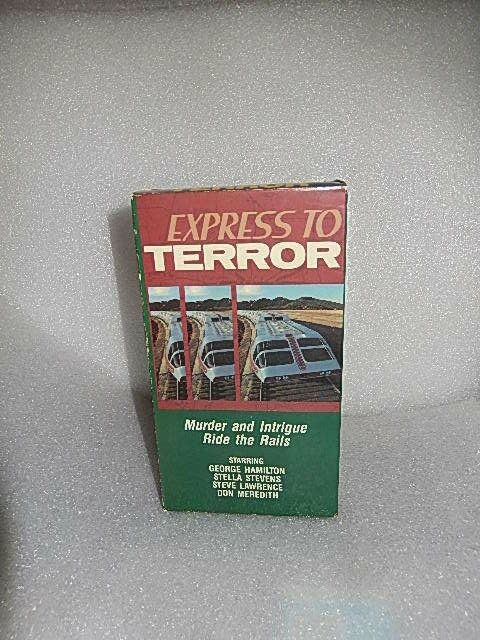 EXPRESS TO
TERROR
Murder and Intrigue
Ride the Rails
STARRING
GEORGE HAMILTON
STELLA STEVENS
STEVE LAWRENCE
DON MEREDITH